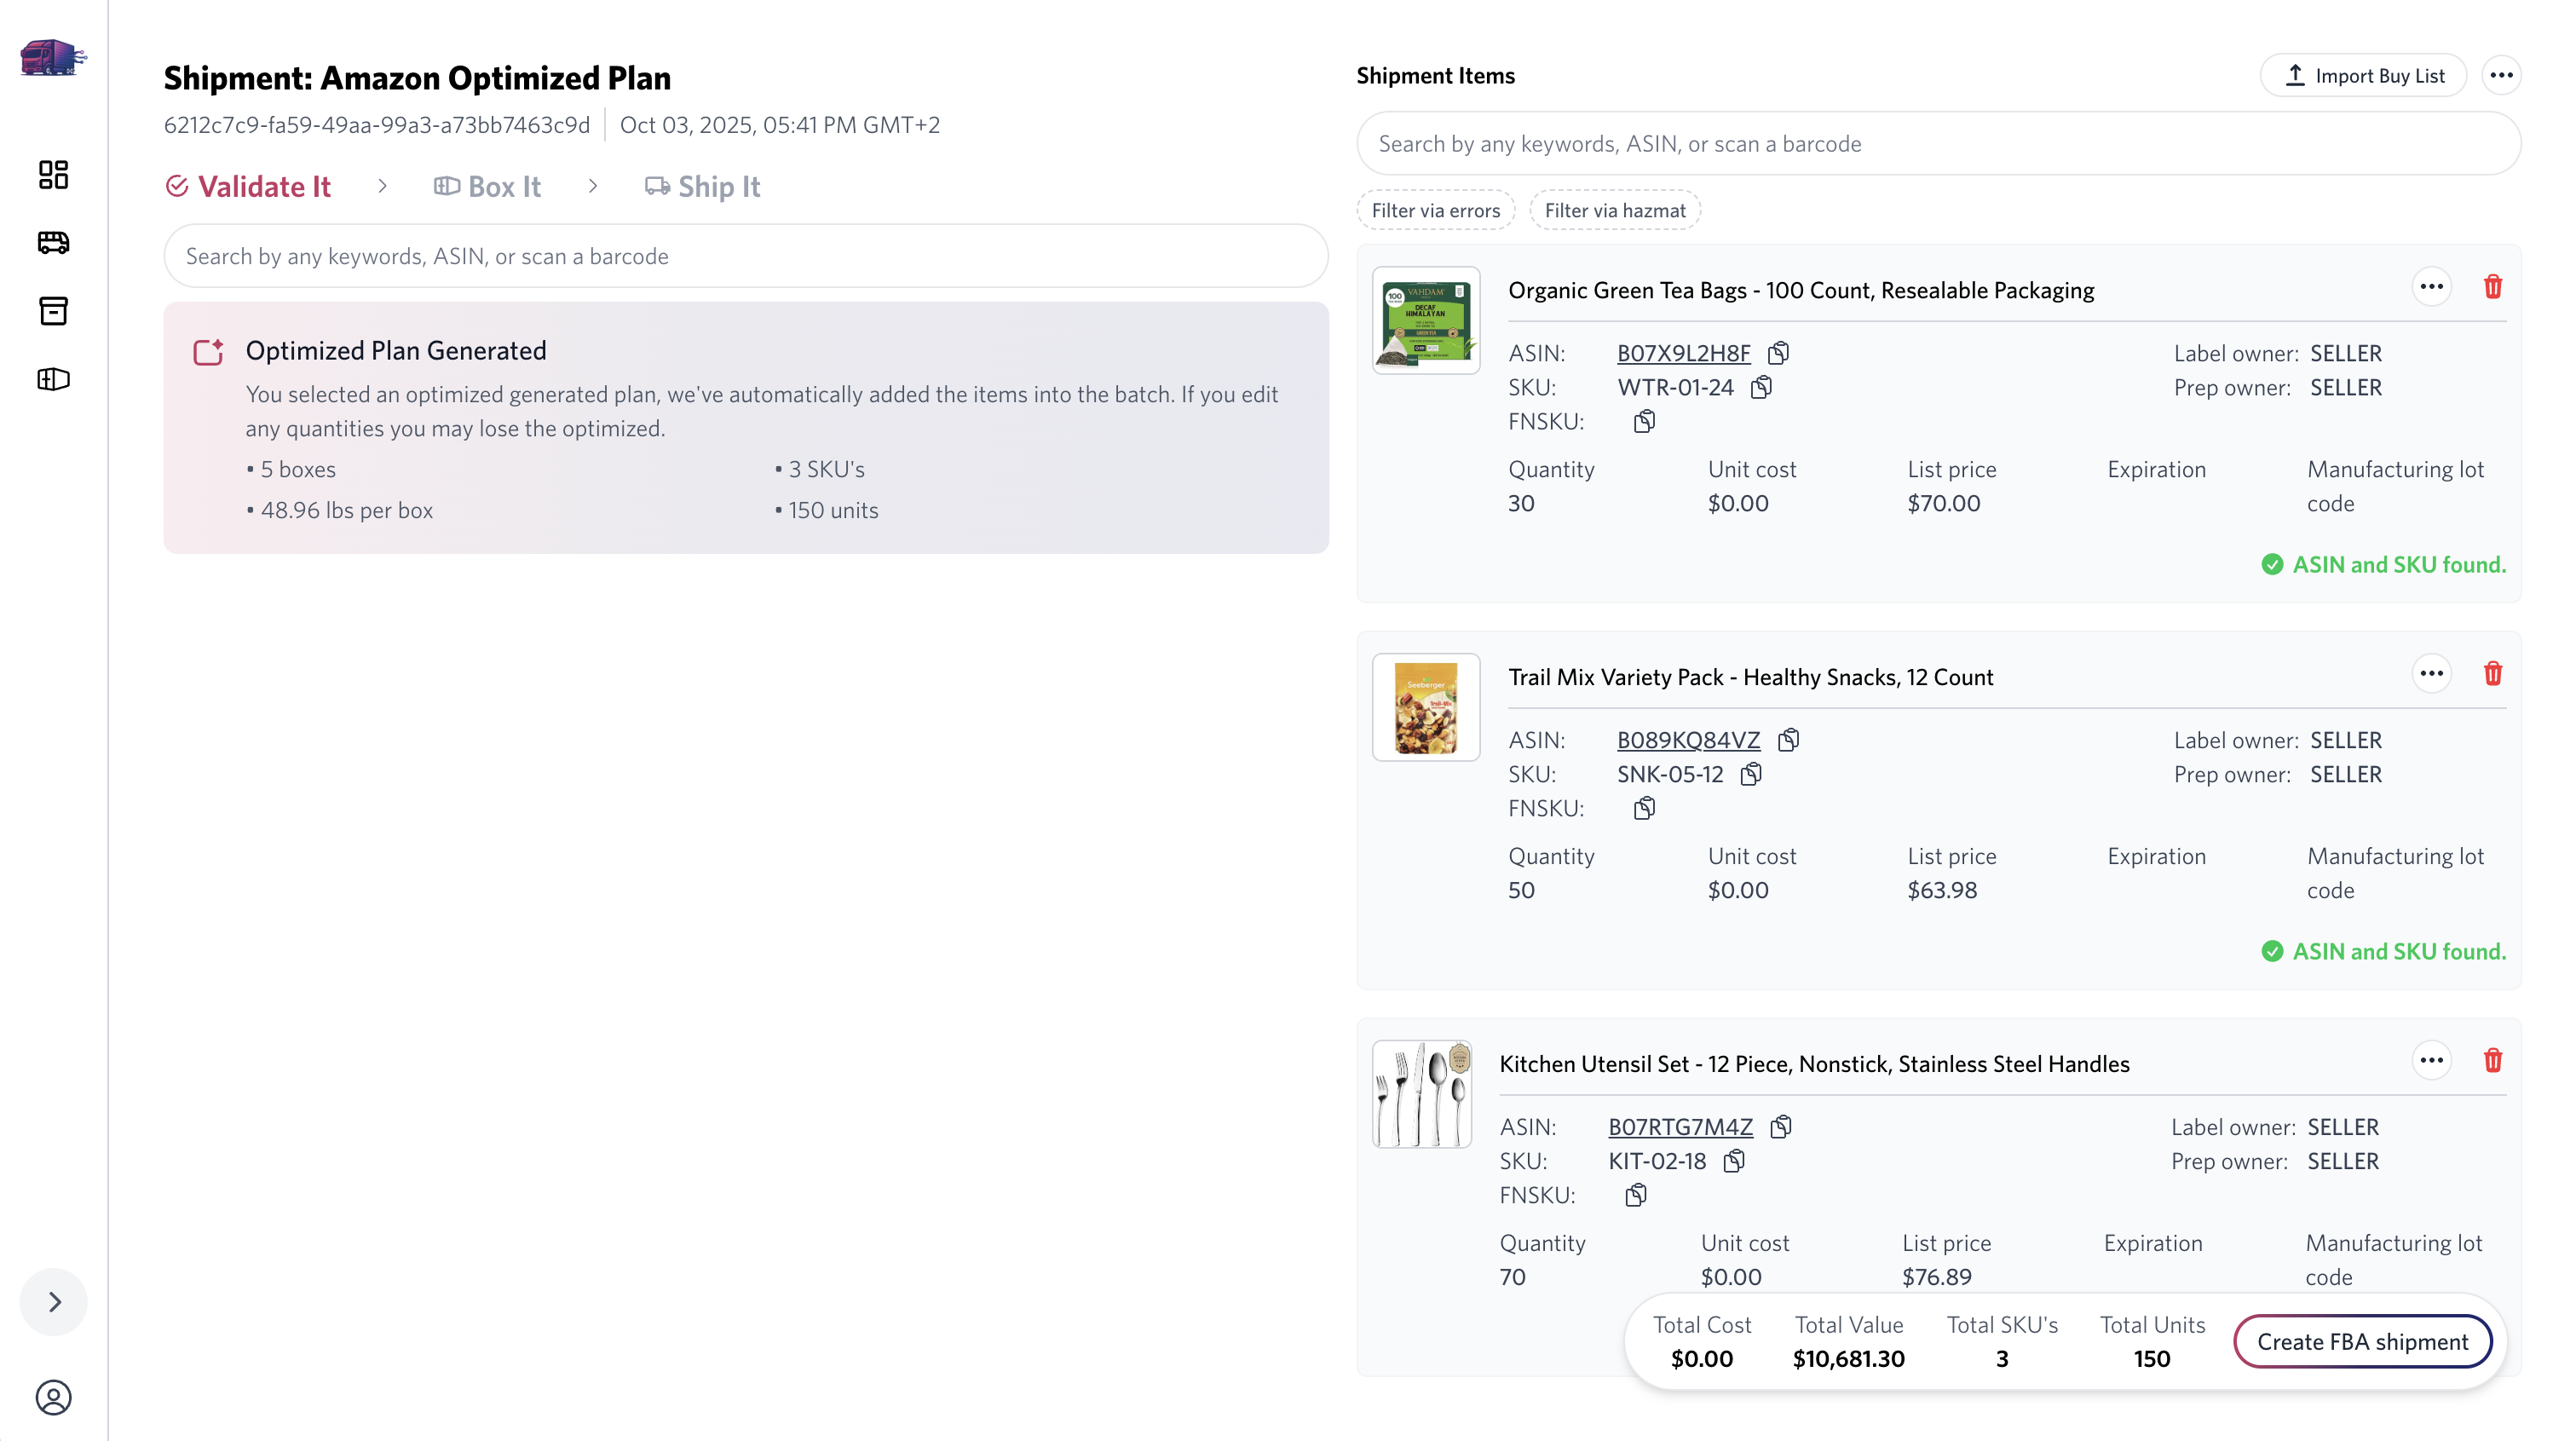 Shipment: Amazon Optimized Plan
6212c7c9-fa59-49aa-99a3-a73bb7463c9d Oct 03, 2025, 05:41 PM GMT+2
Validate It > Box It > Ship It
Search by any keywords, ASIN, or scan a barcode
Optimized Plan Generated
You selected an optimized generated plan, we've automatically added the items into the batch. If you edit
any quantities you may lose the optimized.
• 5 boxes • 3 SKU's
• 48.96 lbs per box • 150 units
Shipment Items Import Buy List
Search by any keywords, ASIN, or scan a barcode
Filter via errors Filter via hazmat
100
VAHDAM
DECAF
HIMALAYAN
GREEN TEA
Organic Green Tea Bags - 100 Count, Resealable Packaging
ASIN: B07X9L2H8F Label owner: SELLER
SKU: WTR-01-24 Prep owner: SELLER
FNSKU:
Quantity Unit cost List price Expiration Manufacturing lot code
30 $0.00 $70.00
ASIN and SKU found.
Seeberger
Trail-Mix
Trail Mix Variety Pack - Healthy Snacks, 12 Count
ASIN: B089KQ84VZ Label owner: SELLER
SKU: SNK-05-12 Prep owner: SELLER
FNSKU:
Quantity Unit cost List price Expiration Manufacturing lot code
50 $0.00 $63.98
ASIN and SKU found.
Kitchen Utensil Set - 12 Piece, Nonstick, Stainless Steel Handles
ASIN: B07RTG7M4Z Label owner: SELLER
SKU: KIT-02-18 Prep owner: SELLER
FNSKU:
Quantity Unit cost List price Expiration Manufacturing lot code
70 $0.00 $76.89
Total Cost Total Value Total SKU's Total Units
$0.00 $10,681.30 3 150
Create FBA shipment